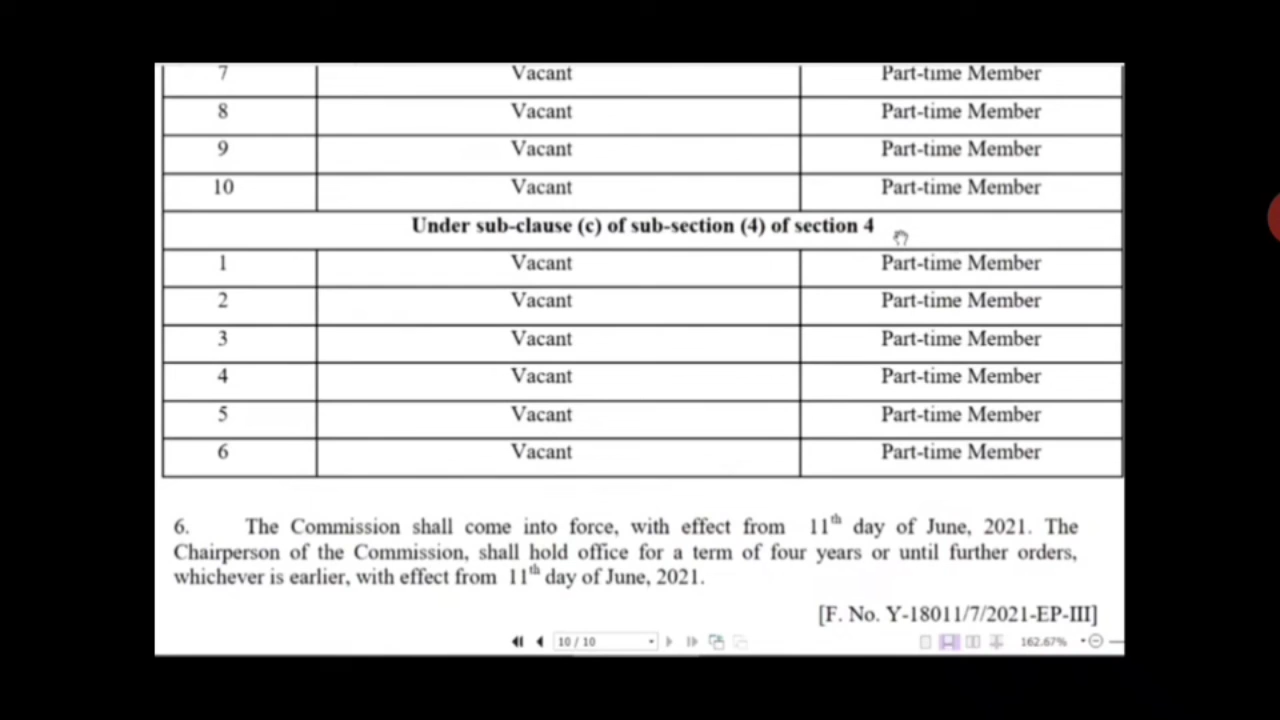 7 Vacant Part-time Member
8 Vacant Part-time Member
9 Vacant Part-time Member
10 Vacant Part-time Member
Under sub-clause (c) of sub-section (4) of section 4
1 Vacant Part-time Member
2 Vacant Part-time Member
3 Vacant Part-time Member
4 Vacant Part-time Member
5 Vacant Part-time Member
6 Vacant Part-time Member
6. The Commission shall come into force, with effect from 11th day of June, 2021. The
Chairperson of the Commission, shall hold office for a term of four years or until further orders,
whichever is earlier, with effect from 11th day of June, 2021.
[F. No. Y-18011/7/2021-EP-III]
10 / 10 162.67%